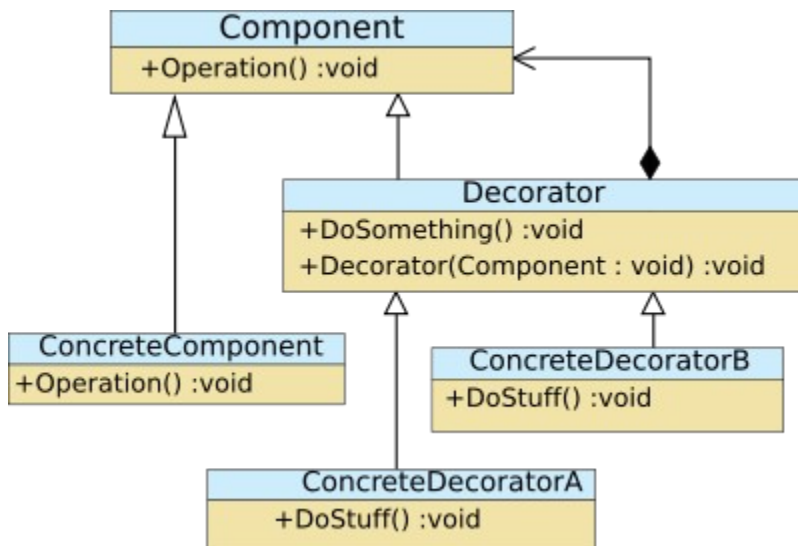 Component
+Operation() :void
Decorator
+DoSomething() :void
+Decorator(Component : void) :void
ConcreteComponent
+Operation() :void
ConcreteDecoratorB
+DoStuff() :void
ConcreteDecoratorA
+DoStuff() :void